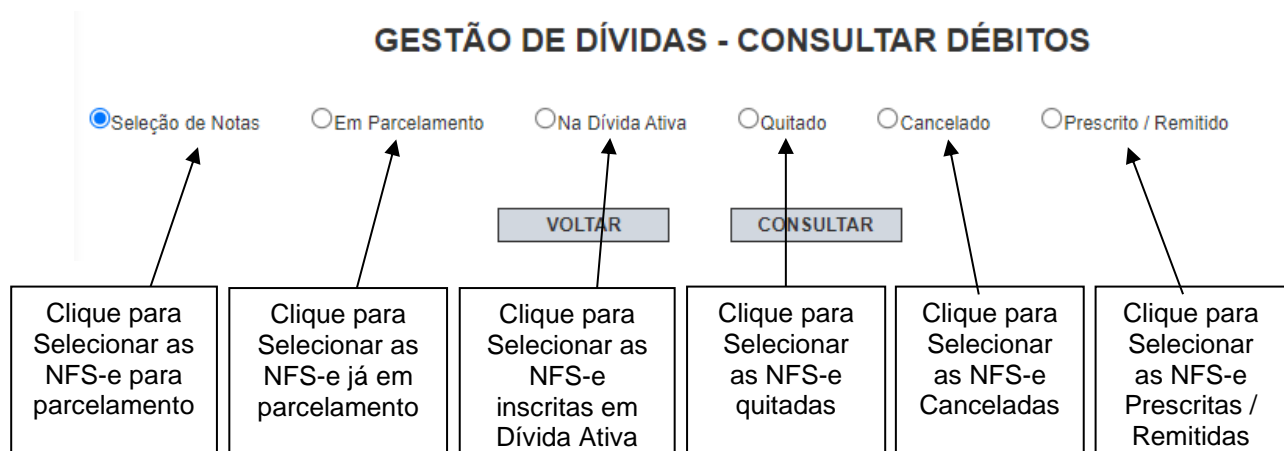 GESTÃO DE DÍVIDAS - CONSULTAR DÉBITOS
Seleção de Notas
Em Parcelamento
Na Dívida Ativa
Quitado
Cancelado
Prescrito / Remitido
VOLTAR
CONSULTAR
Clique para
Selecionar as
NFS-e para
parcelamento
Clique para
Selecionar as
NFS-e já em
parcelamento
Clique para
Selecionar as
NFS-e
inscritas em
Dívida Ativa
Clique para
Selecionar
as NFS-e
quitadas
Clique para
Selecionar
as NFS-e
Canceladas
Clique para
Selecionar
as NFS-e
Prescritas /
Remitidas